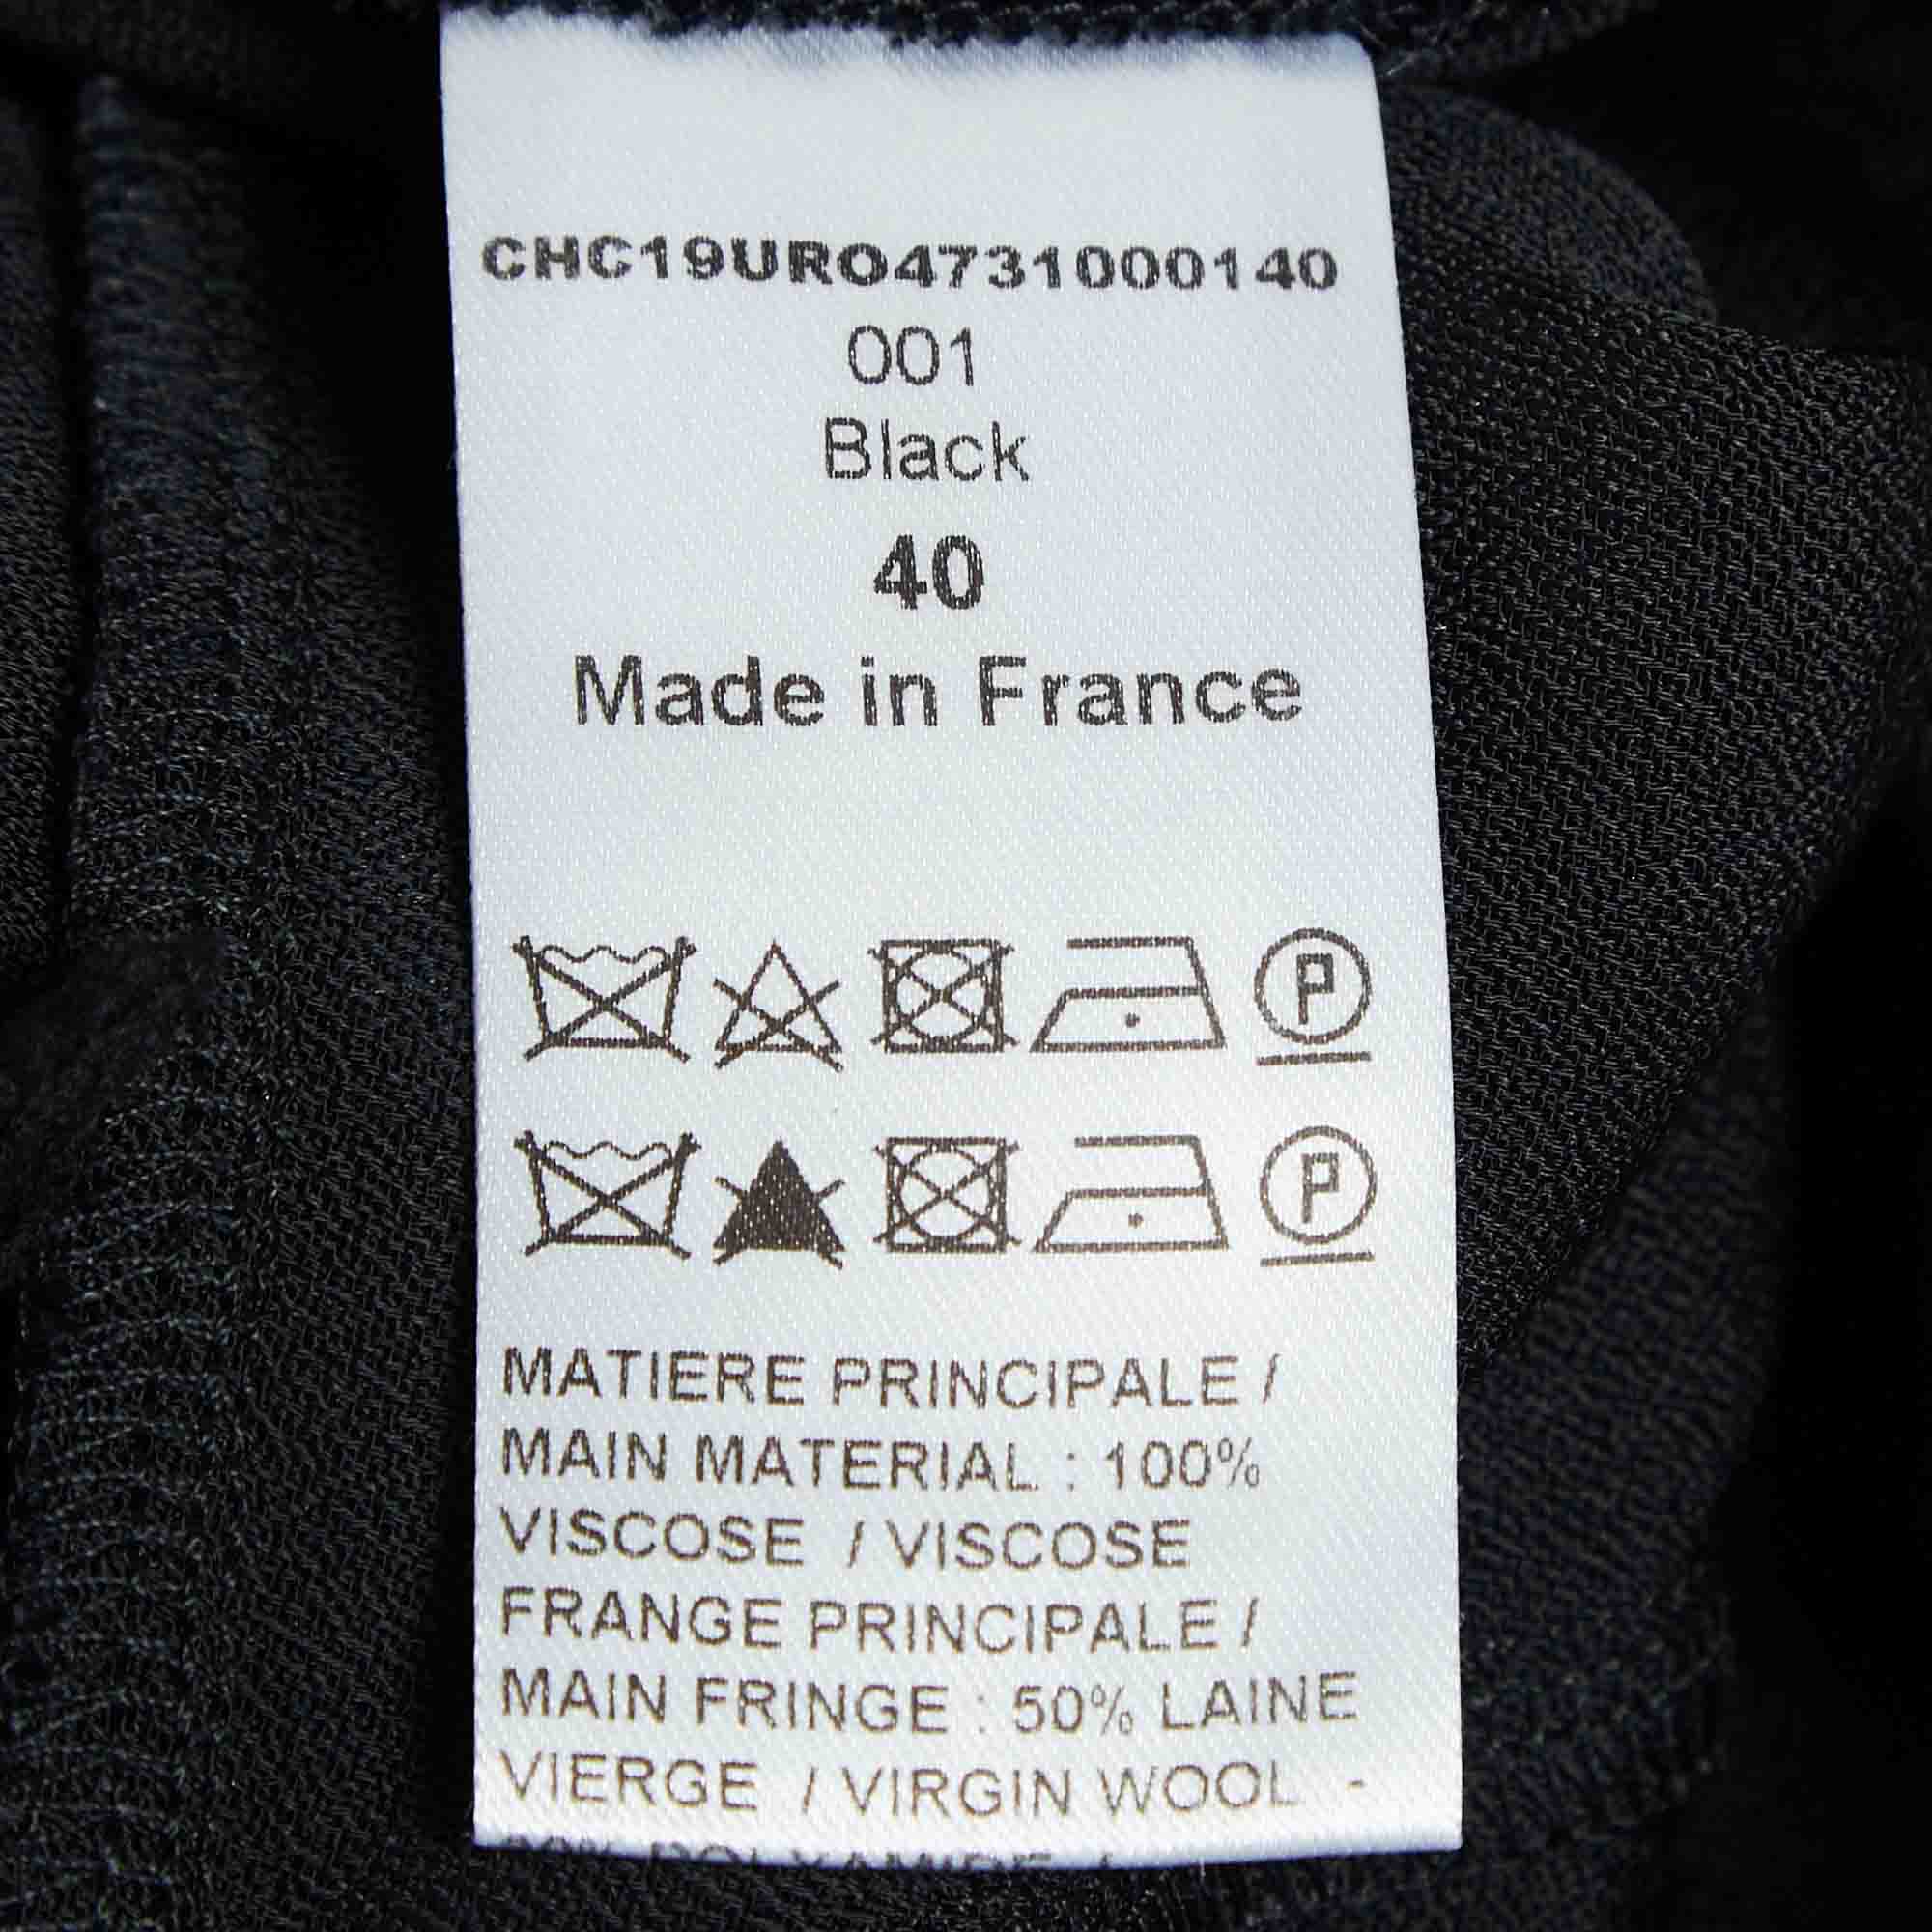 CHC19URO4731000140
001
Black
40
Made in France
P
P
MATIERE PRINCIPALE /
MAIN MATERIAL : 100%
VISCOSE / VISCOSE
FRANGE PRINCIPALE /
MAIN FRINGE : 50% LAINE
VIERGE / VIRGIN WOOL -
POLYAMIDE /